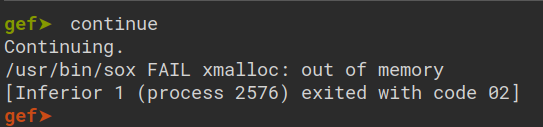 gef➤  continue
Continuing.
/usr/bin/sox FAIL xmalloc: out of memory
[Inferior 1 (process 2576) exited with code 02]
gef➤